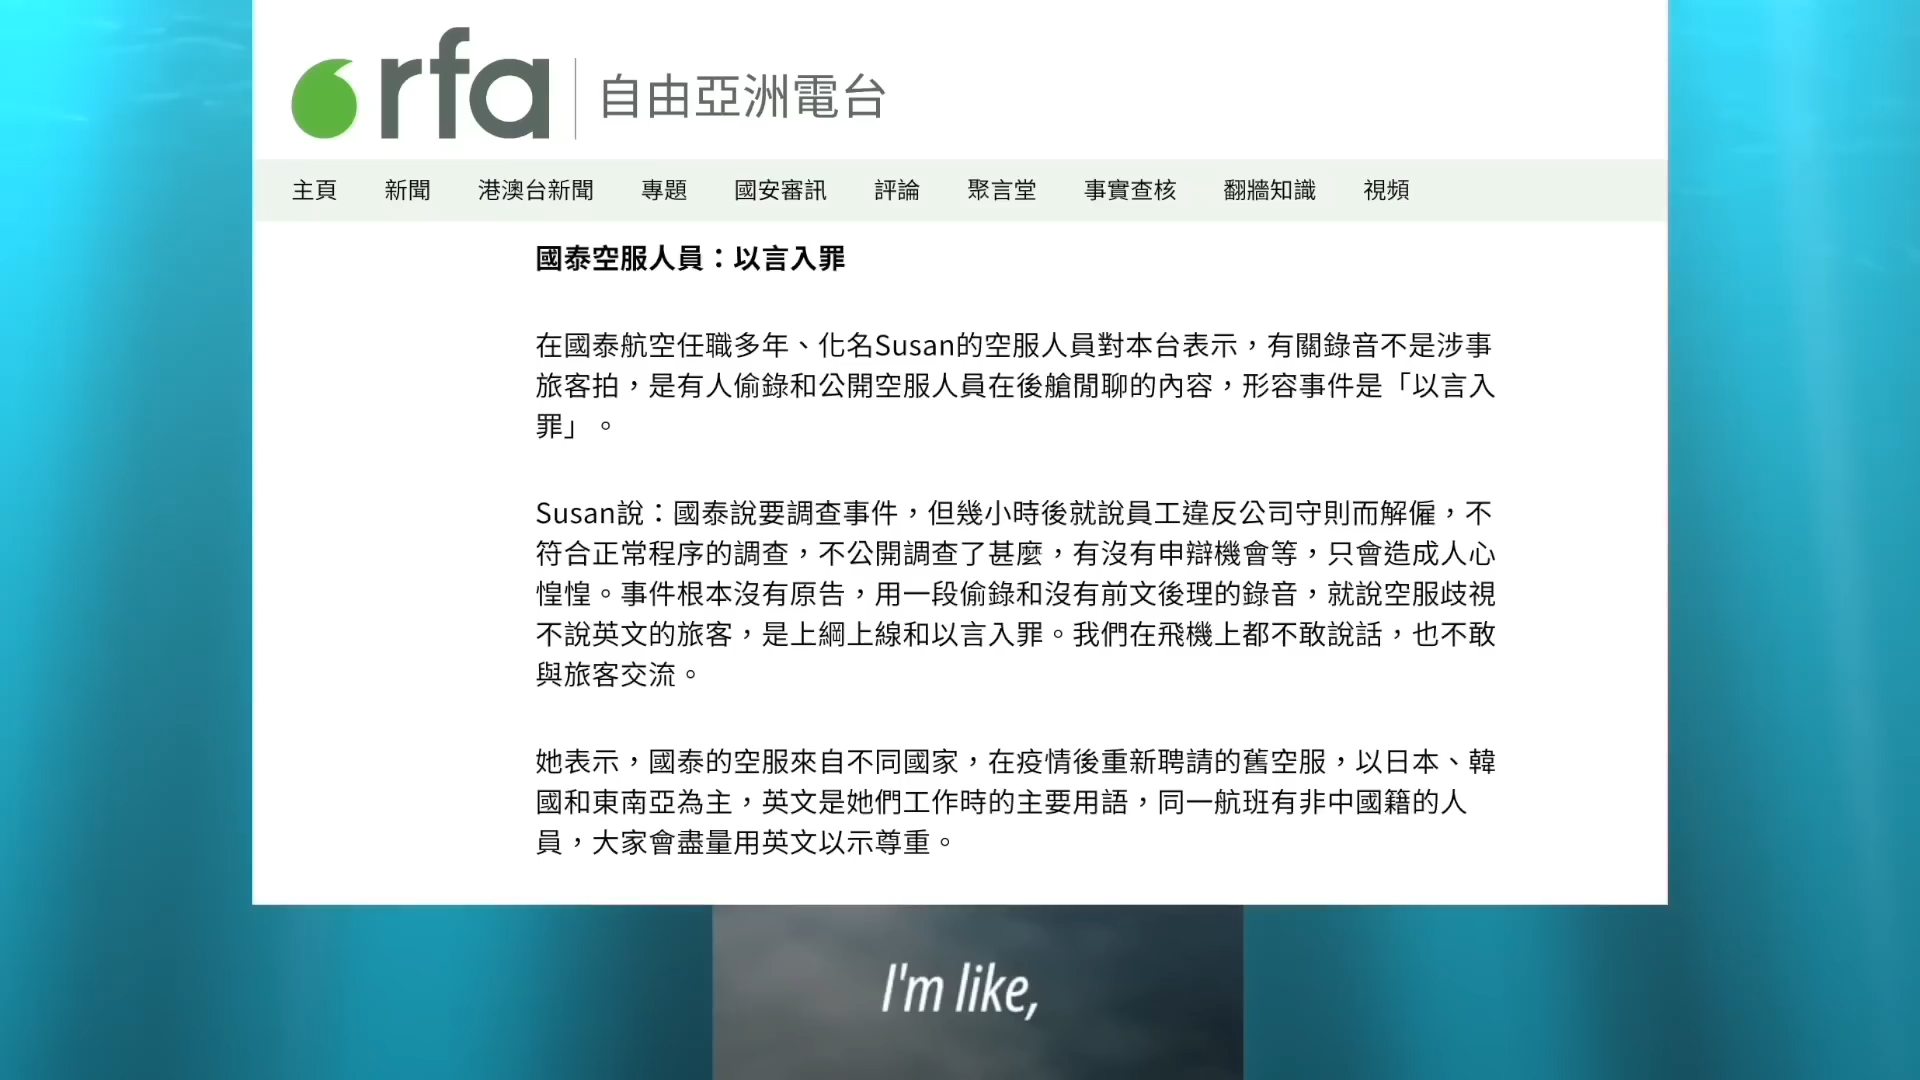 rfa 自由亞洲電台
主頁 新聞 港澳台新聞 專題 國安審訊 評論 聚言堂 事實查核 翻牆知識 視頻
國泰空服人員：以言入罪
在國泰航空任職多年、化名Susan的空服人員對本台表示，有關錄音不是涉事
旅客拍，是有人偷錄和公開空服人員在後艙閒聊的內容，形容事件是「以言入
罪」。
Susan說：國泰說要調查事件，但幾小時後就說員工違反公司守則而解僱，不
符合正常程序的調查，不公開調查了甚麼，有沒有申辯機會等，只會造成人心
惶惶。事件根本沒有原告，用一段偷錄和沒有前文後理的錄音，就說空服歧視
不說英文的旅客，是上綱上線和以言入罪。我們在飛機上都不敢說話，也不敢
與旅客交流。
她表示，國泰的空服來自不同國家，在疫情後重新聘請的舊空服，以日本、韓
國和東南亞為主，英文是她們工作時的主要用語，同一航班有非中國籍的人
員，大家會盡量用英文以示尊重。
I'm like,